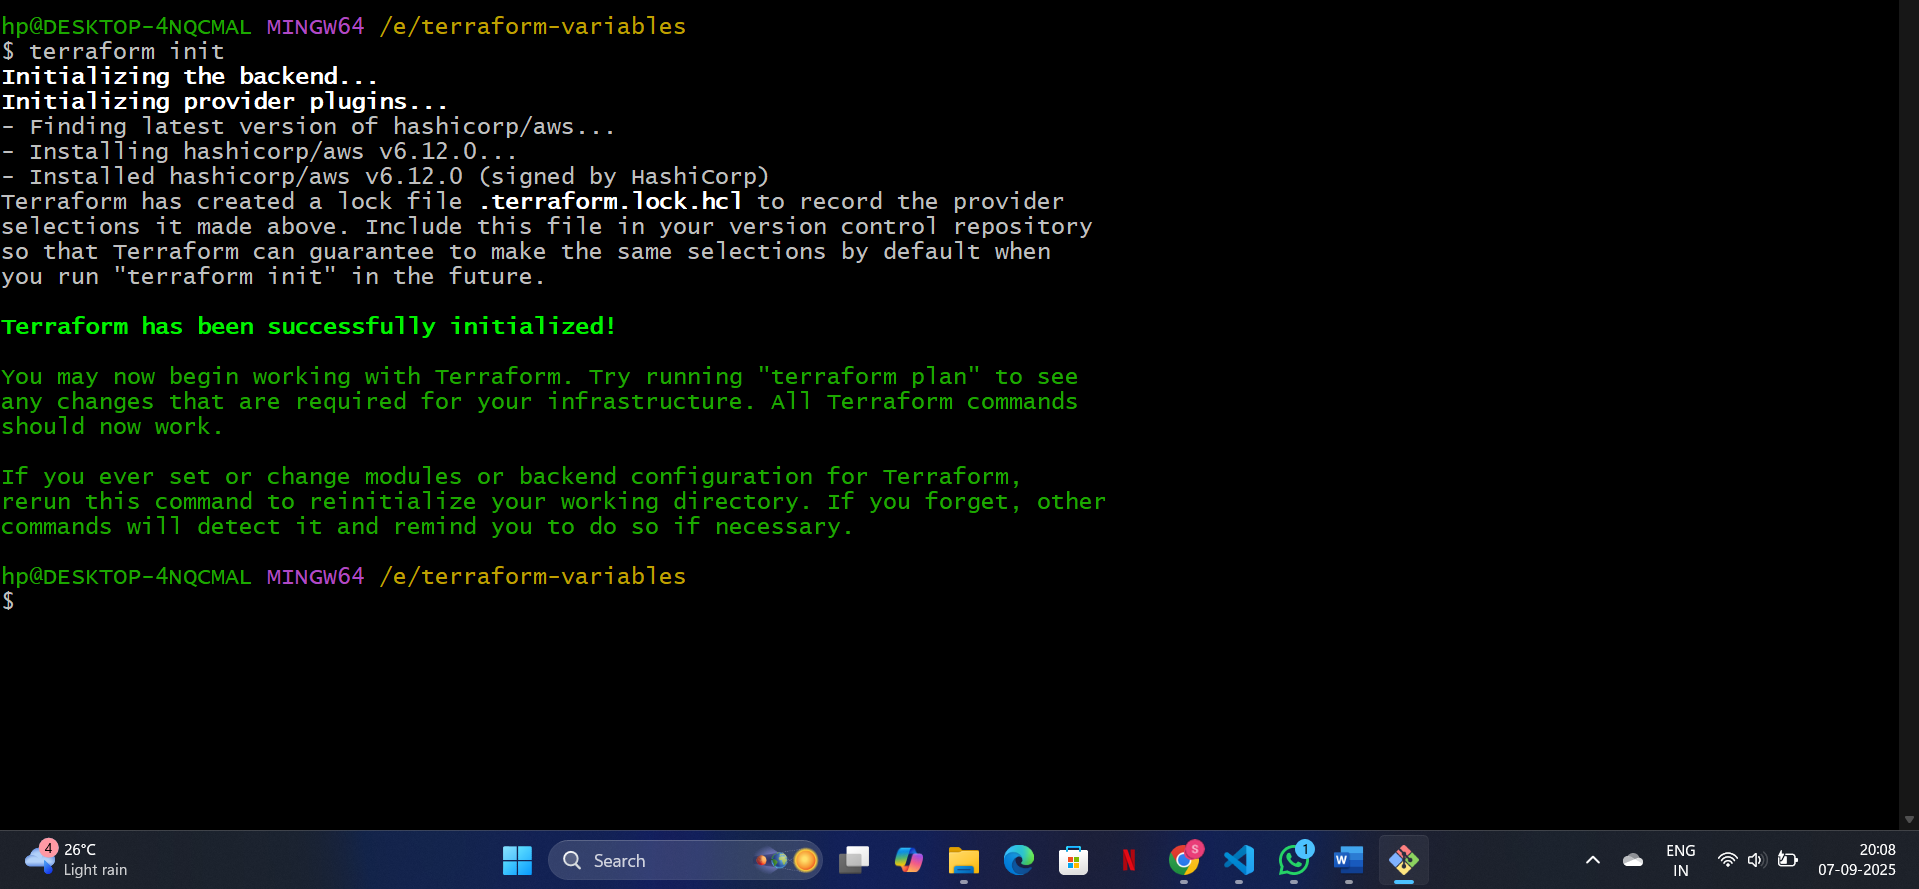 hp@DESKTOP-4NQCMAL MINGW64 /e/terraform-variables
$ terraform init
Initializing the backend...
Initializing provider plugins...
- Finding latest version of hashicorp/aws...
- Installing hashicorp/aws v6.12.0...
- Installed hashicorp/aws v6.12.0 (signed by HashiCorp)
Terraform has created a lock file .terraform.lock.hcl to record the provider
selections it made above. Include this file in your version control repository
so that Terraform can guarantee to make the same selections by default when
you run "terraform init" in the future.
Terraform has been successfully initialized!
You may now begin working with Terraform. Try running "terraform plan" to see
any changes that are required for your infrastructure. All Terraform commands
should now work.
If you ever set or change modules or backend configuration for Terraform,
rerun this command to reinitialize your working directory. If you forget, other
commands will detect it and remind you to do so if necessary.
hp@DESKTOP-4NQCMAL MINGW64 /e/terraform-variables
$
4
26°C
Light rain
Search
N
S
1
W
ENG
IN
20:08
07-09-2025